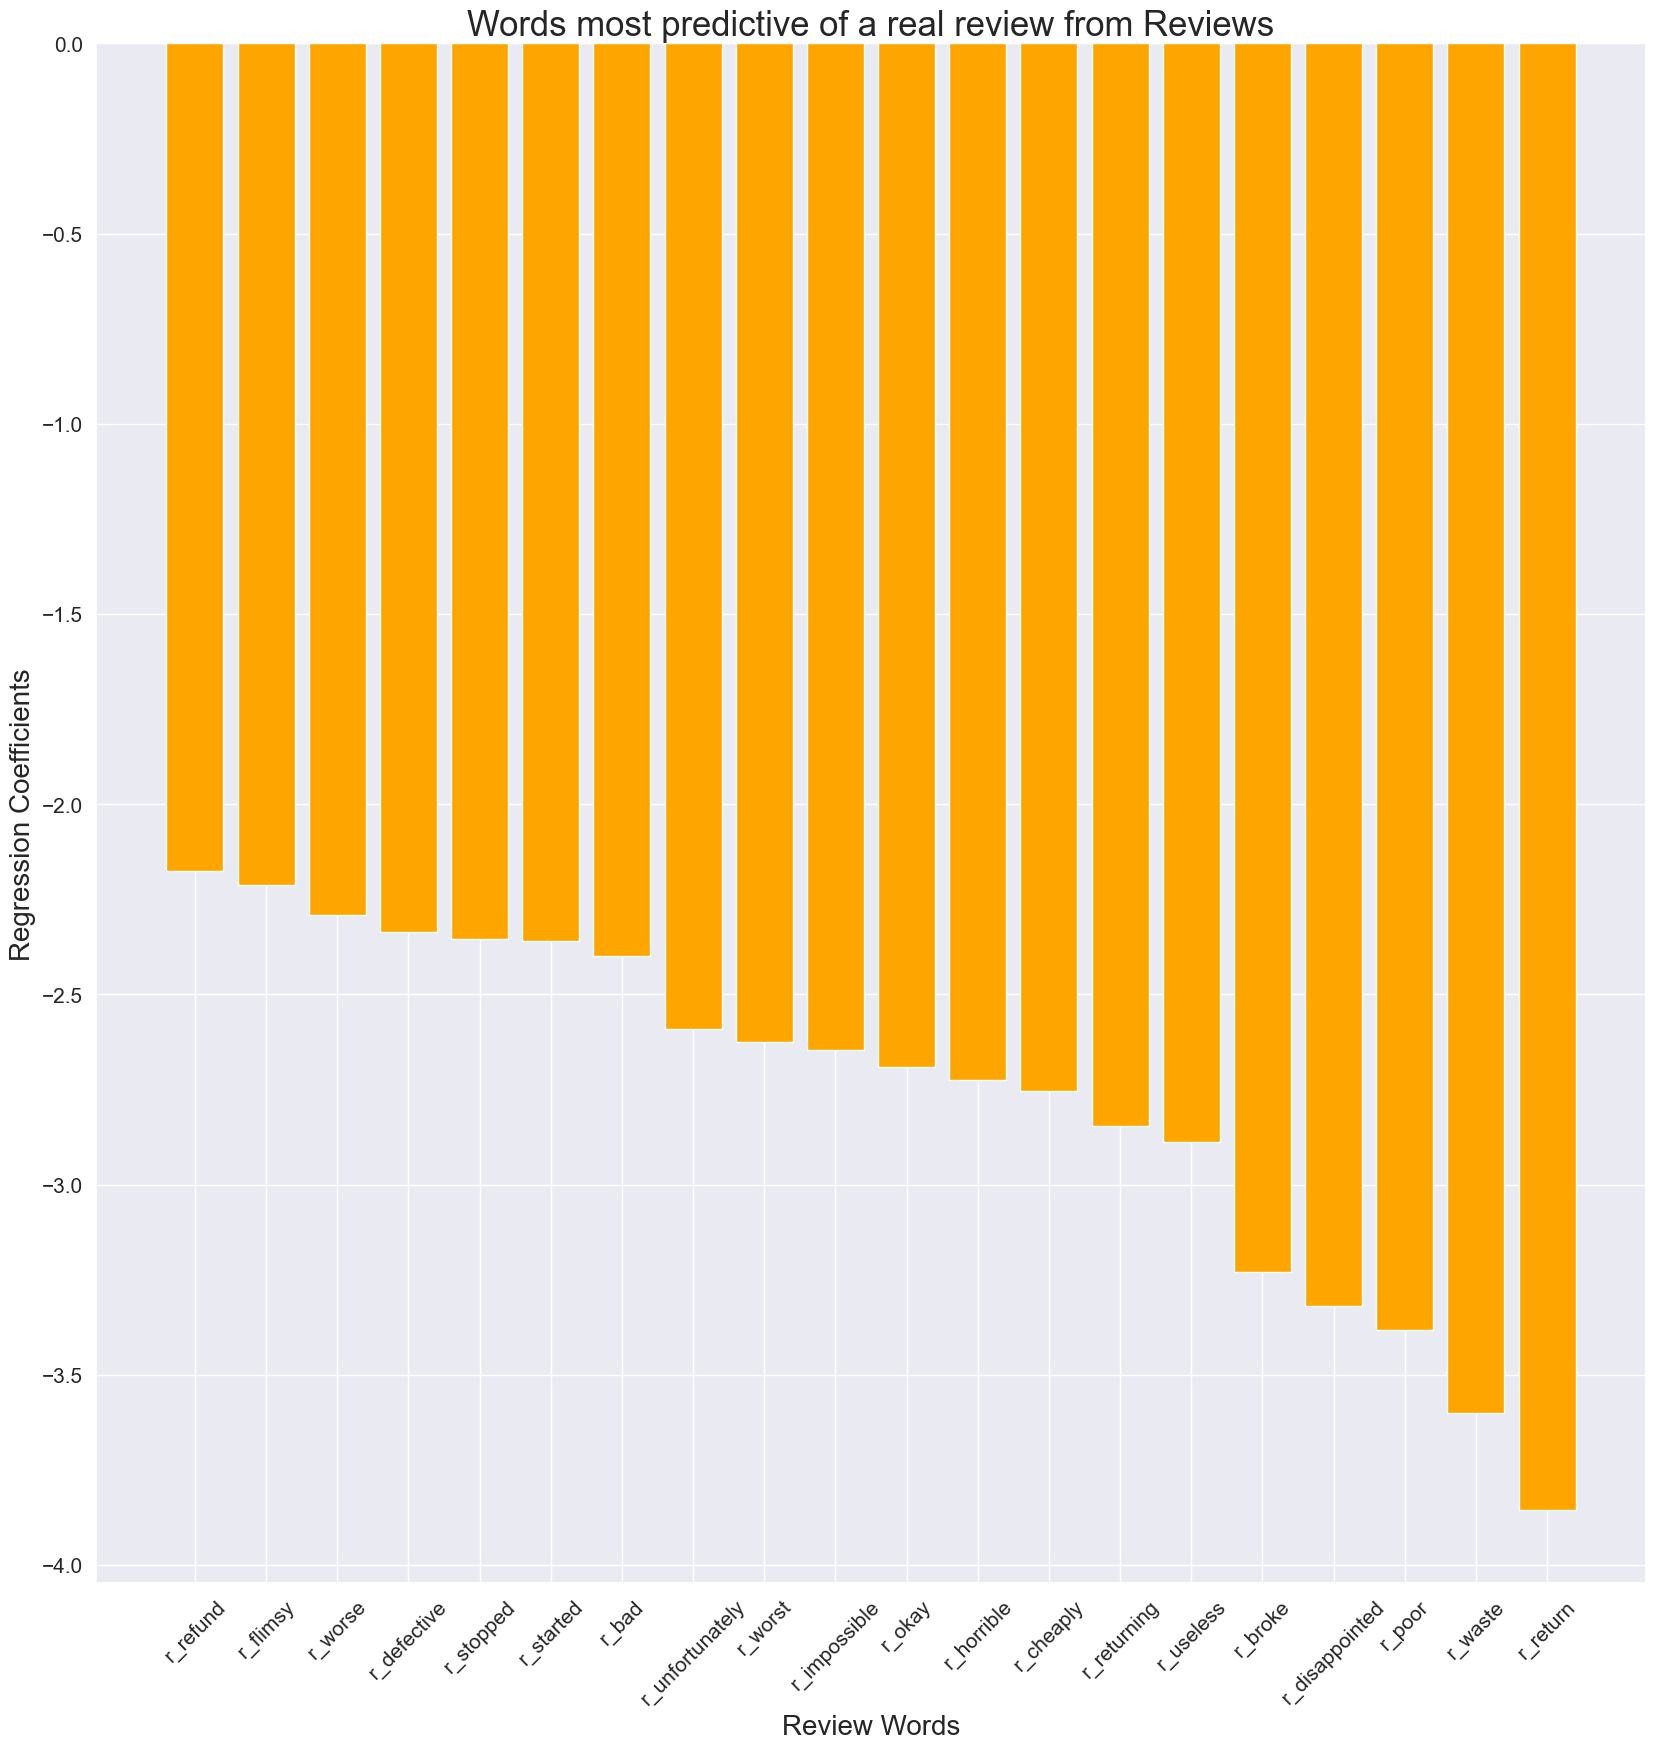 Words most predictive of a real review from Reviews
0.0
−0.5
−1.0
−1.5
−2.0
−2.5
−3.0
−3.5
−4.0
Regression Coefficients
r_refund
r_flimsy
r_worse
r_defective
r_stopped
r_started
r_bad
r_unfortunately
r_worst
r_impossible
r_okay
r_horrible
r_cheaply
r_returning
r_useless
r_broke
r_disappointed
r_poor
r_waste
r_return
Review Words